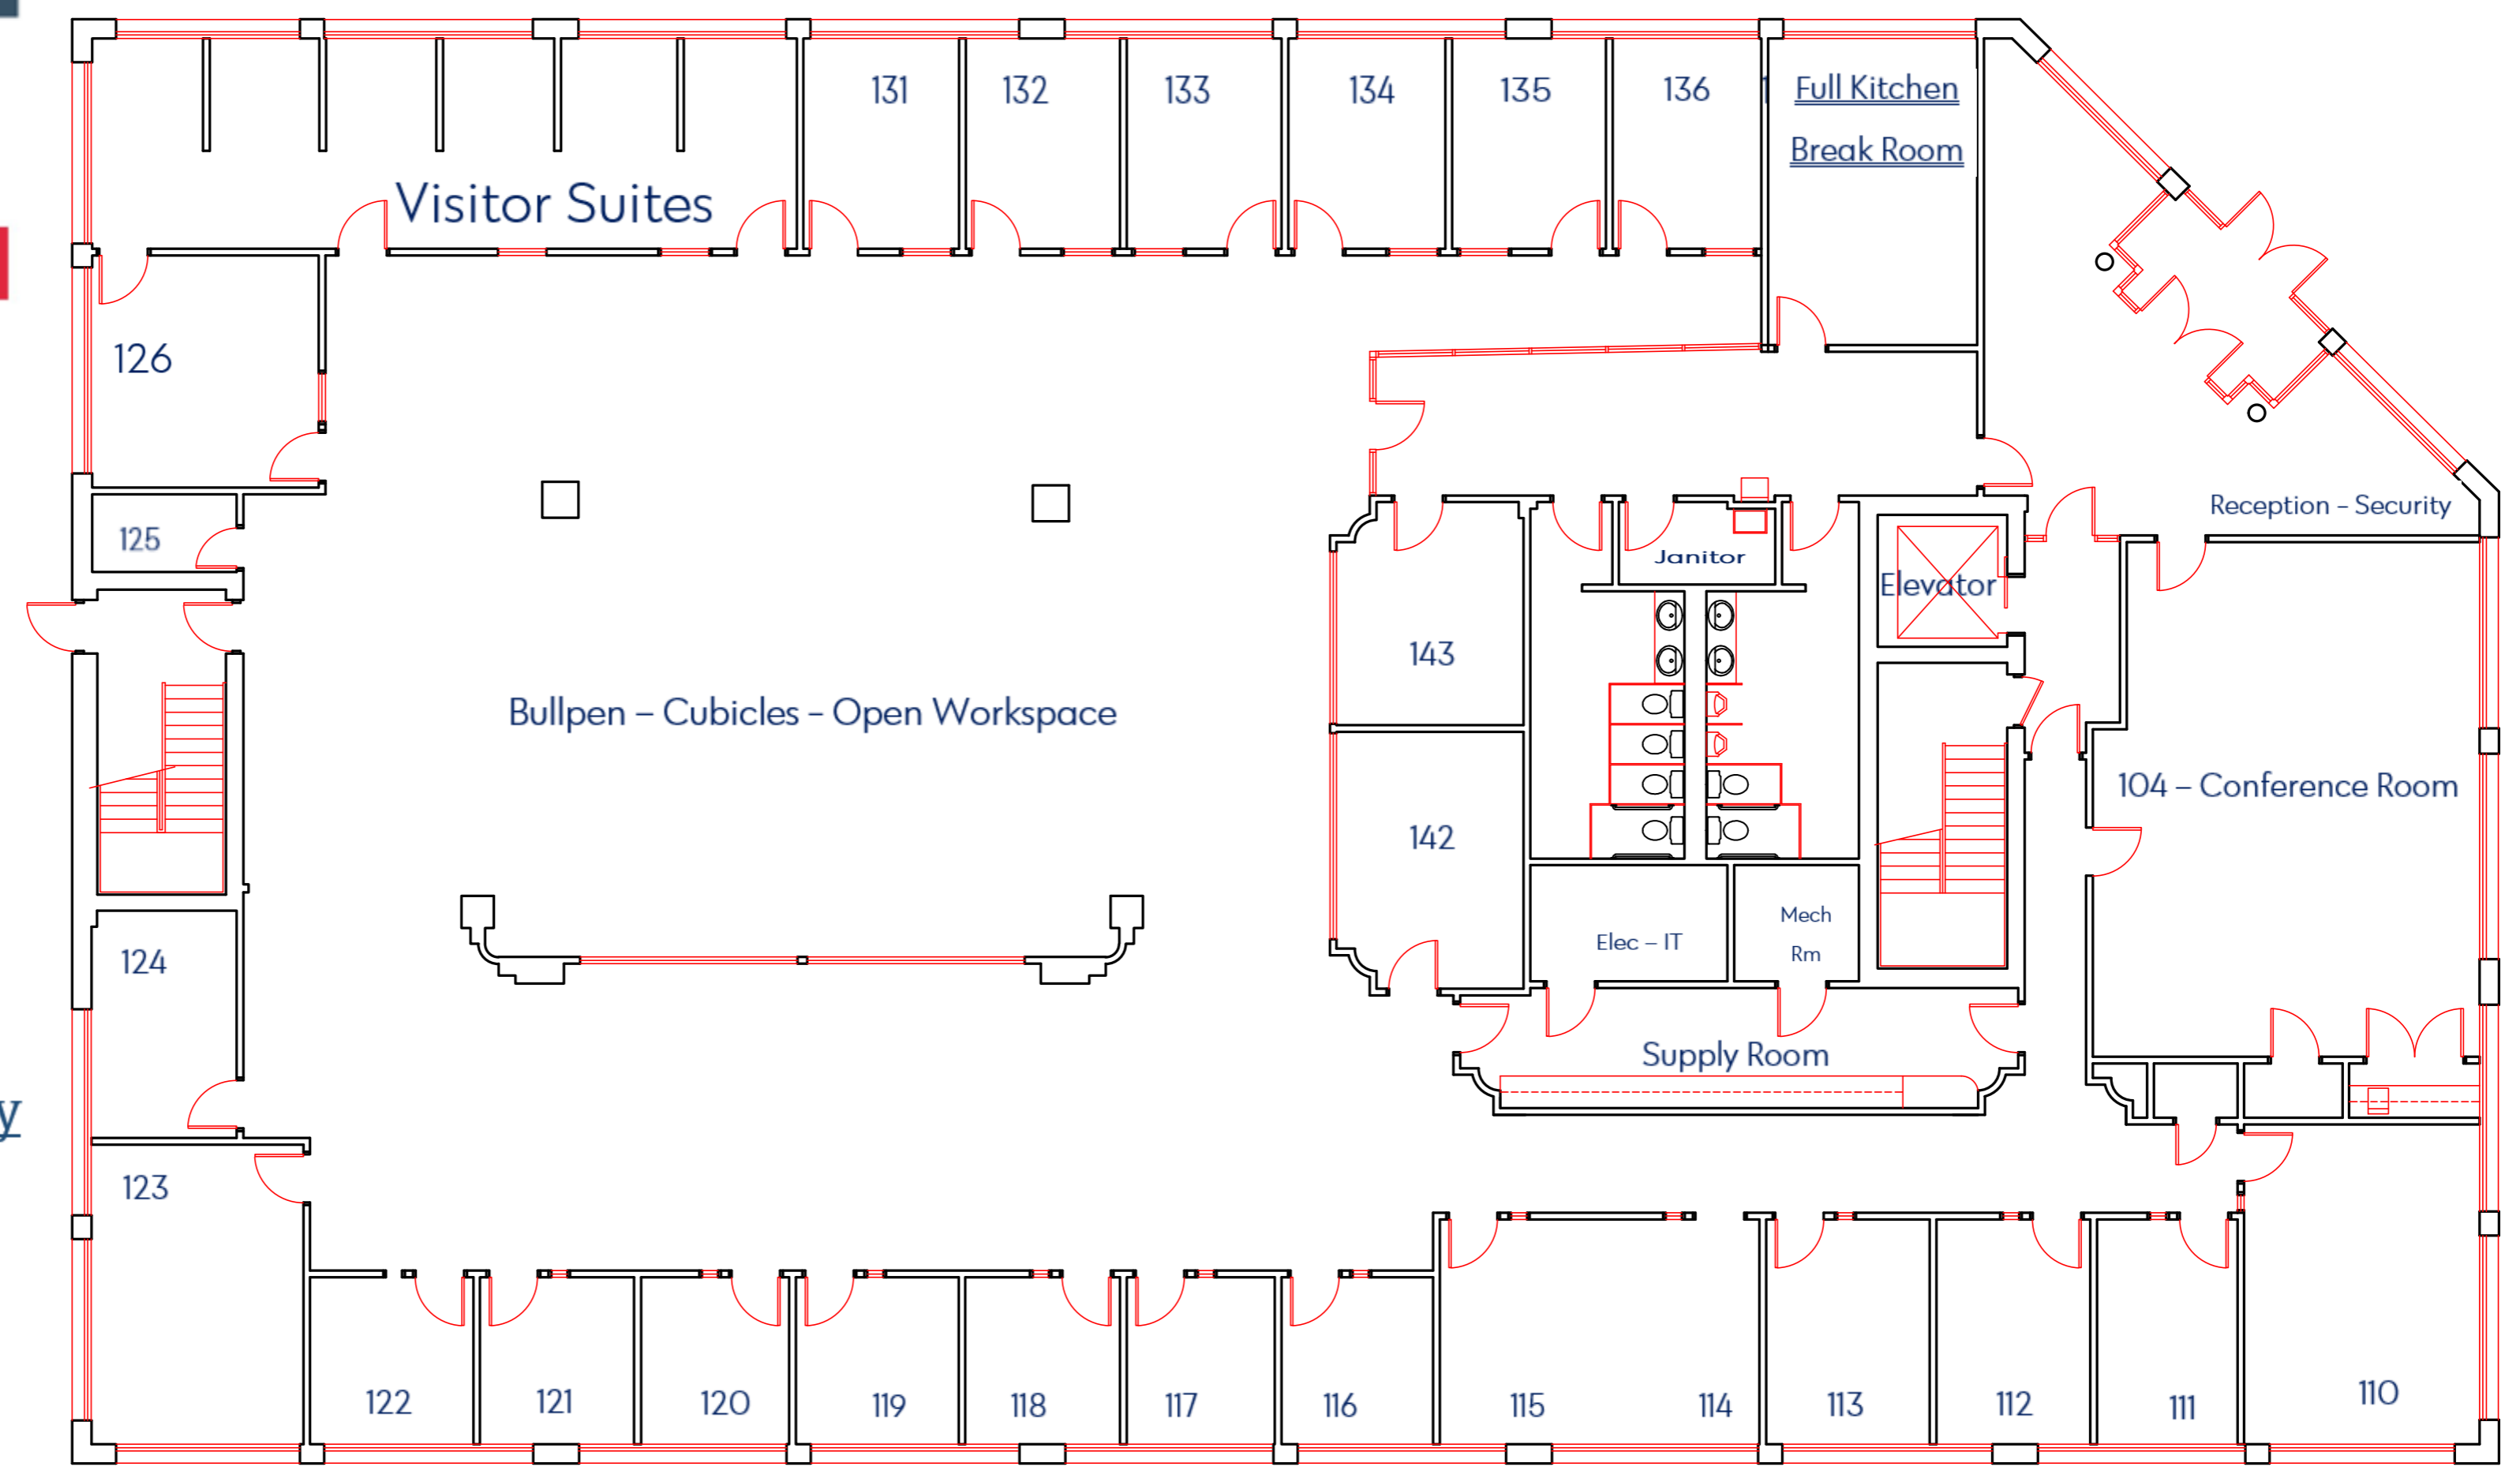 131
132
133
134
135
136
Full Kitchen
Break Room
Visitor Suites
126
Reception – Security
125
Janitor
Elevator
143
Bullpen – Cubicles – Open Workspace
104 – Conference Room
142
Mech
Rm
Elec – IT
124
Supply Room
y
123
122
121
120
119
118
117
116
115
114
113
112
111
110